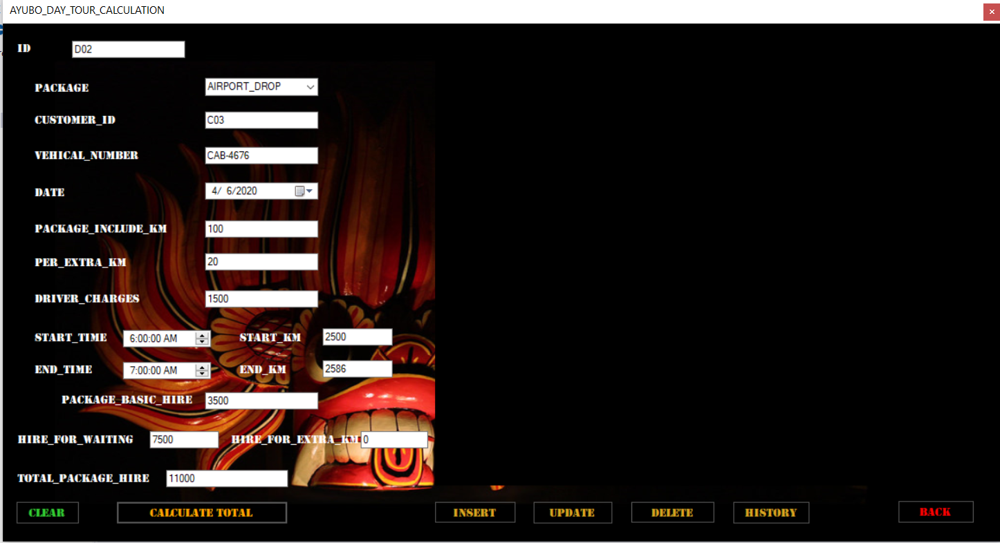 AYUBO_DAY_TOUR_CALCULATION
ID D02
PACKAGE AIRPORT_DROP
CUSTOMER_ID C03
VEHICAL_NUMBER CAB-4676
DATE 4/ 6/2020
PACKAGE_INCLUDE_KM 100
PER_EXTRA_KM 20
DRIVER_CHARGES 1500
START_TIME 6:00:00 AM START_KM 2500
END_TIME 7:00:00 AM END_KM 2586
PACKAGE_BASIC_HIRE 3500
HIRE_FOR_WAITING 7500 HIRE_FOR_EXTRA_KM 0
TOTAL_PACKAGE_HIRE 11000
CLEAR CALCULATE TOTAL INSERT UPDATE DELETE HISTORY BACK